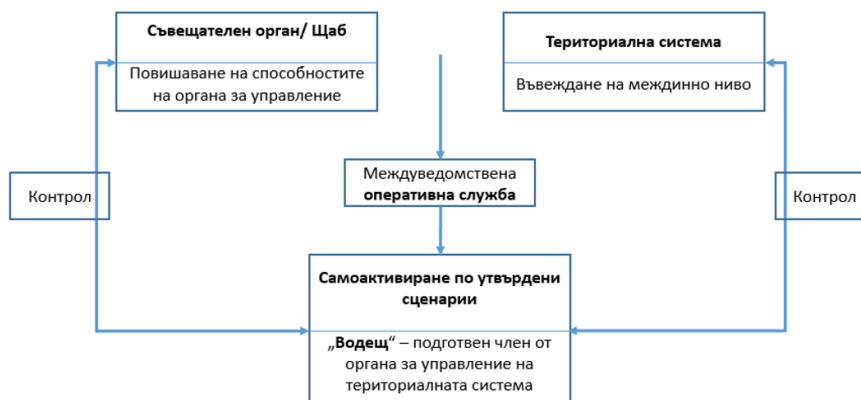 Съвещателен орган/ Щаб
Повишаване на способностите
на органа за управление
Териториална система
Въвеждане на междинно ниво
Междуведомствена
оперативна служба
Контрол
Контрол
Самоактивиране по утвърдени
сценарии
„Водещ“ – подготвен член от
органа за управление на
териториалната система